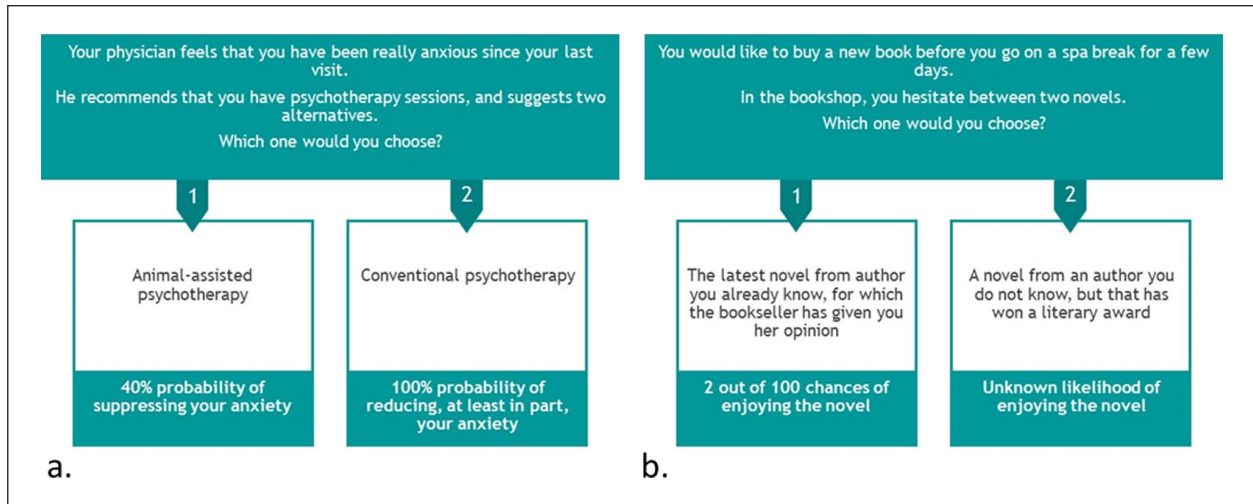 Your physician feels that you have been really anxious since your last
visit.
He recommends that you have psychotherapy sessions, and suggests two
alternatives.
Which one would you choose?
1
2
Animal-assisted
psychotherapy
Conventional psychotherapy
40% probability of
suppressing your anxiety
100% probability of
reducing, at least in part,
your anxiety
a.
You would like to buy a new book before you go on a spa break for a few
days.
In the bookshop, you hesitate between two novels.
Which one would you choose?
1
2
The latest novel from author
you already know, for which
the bookseller has given you
her opinion
A novel from an author you
do not know, but that has
won a literary award
2 out of 100 chances of
enjoying the novel
Unknown likelihood of
enjoying the novel
b.